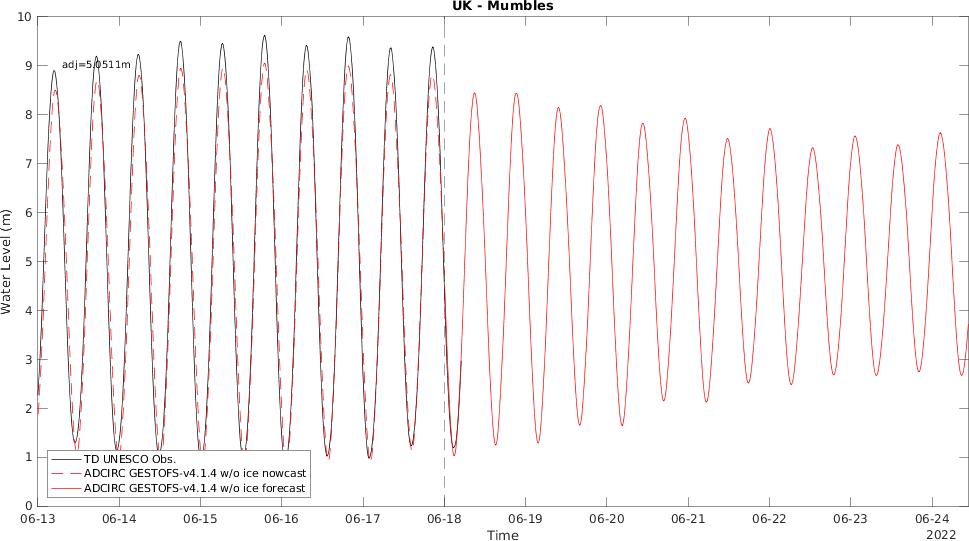 UK - Mumbles
10
9
8
7
6
5
4
3
2
1
0
Water Level (m)
adj=5.0511m
TD UNESCO Obs.
ADCIRC GESTOFS-v4.1.4 w/o ice nowcast
ADCIRC GESTOFS-v4.1.4 w/o ice forecast
06-13 06-14 06-15 06-16 06-17 06-18 06-19 06-20 06-21 06-22 06-23 06-24
Time
2022